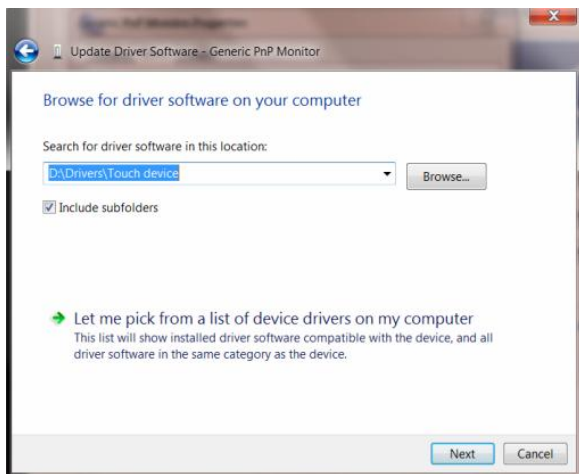 Update Driver Software - Generic PnP Monitor
Browse for driver software on your computer
Search for driver software in this location:
D:\Drivers\Touch device
Browse...
Include subfolders
Let me pick from a list of device drivers on my computer
This list will show installed driver software compatible with the device, and all
driver software in the same category as the device.
Next
Cancel